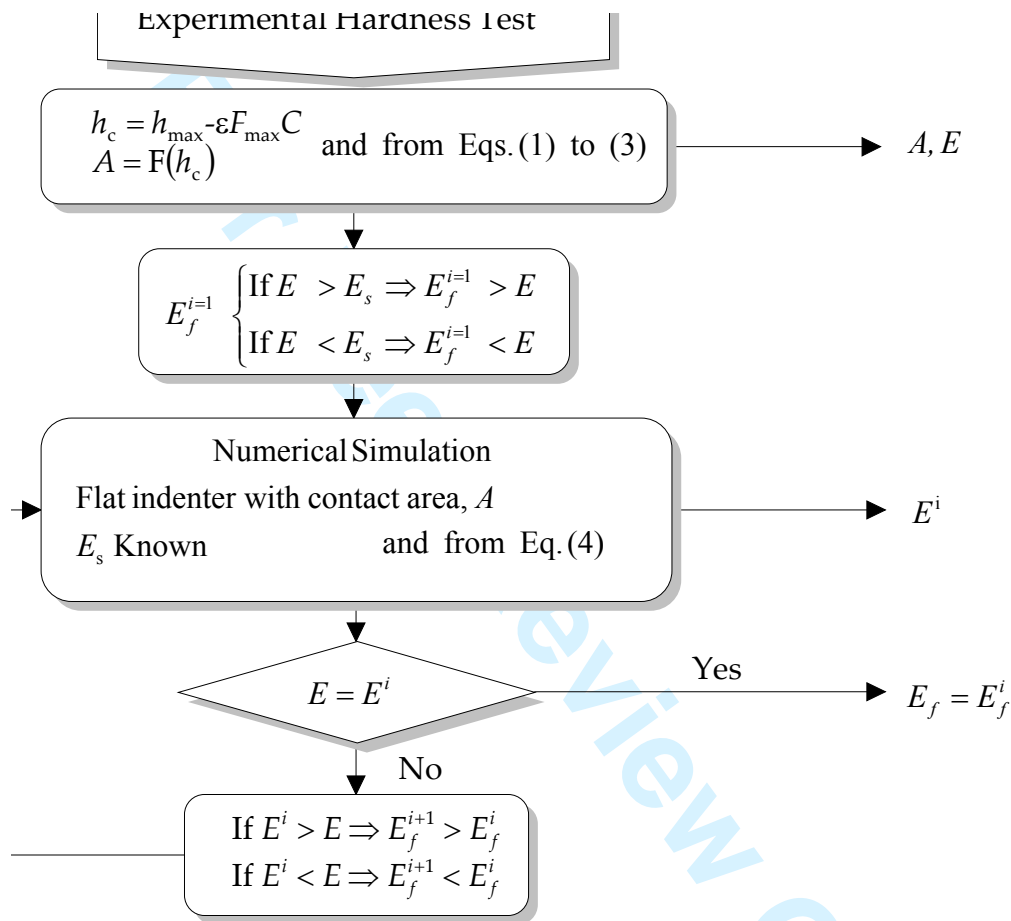 Experimental Hardness Test
h_c = h_max-εF_maxC
A = F(h_c)
and from Eqs.(1) to (3)
A, E
E_f^{i=1} { If E > E_s ⇒ E_f^{i=1} > E
If E < E_s ⇒ E_f^{i=1} < E
Numerical Simulation
Flat indenter with contact area, A
E_s Known and from Eq.(4)
E^i
E = E^i
Yes
E_f = E_f^i
No
If E^i > E ⇒ E_f^{i+1} > E_f^i
If E^i < E ⇒ E_f^{i+1} < E_f^i